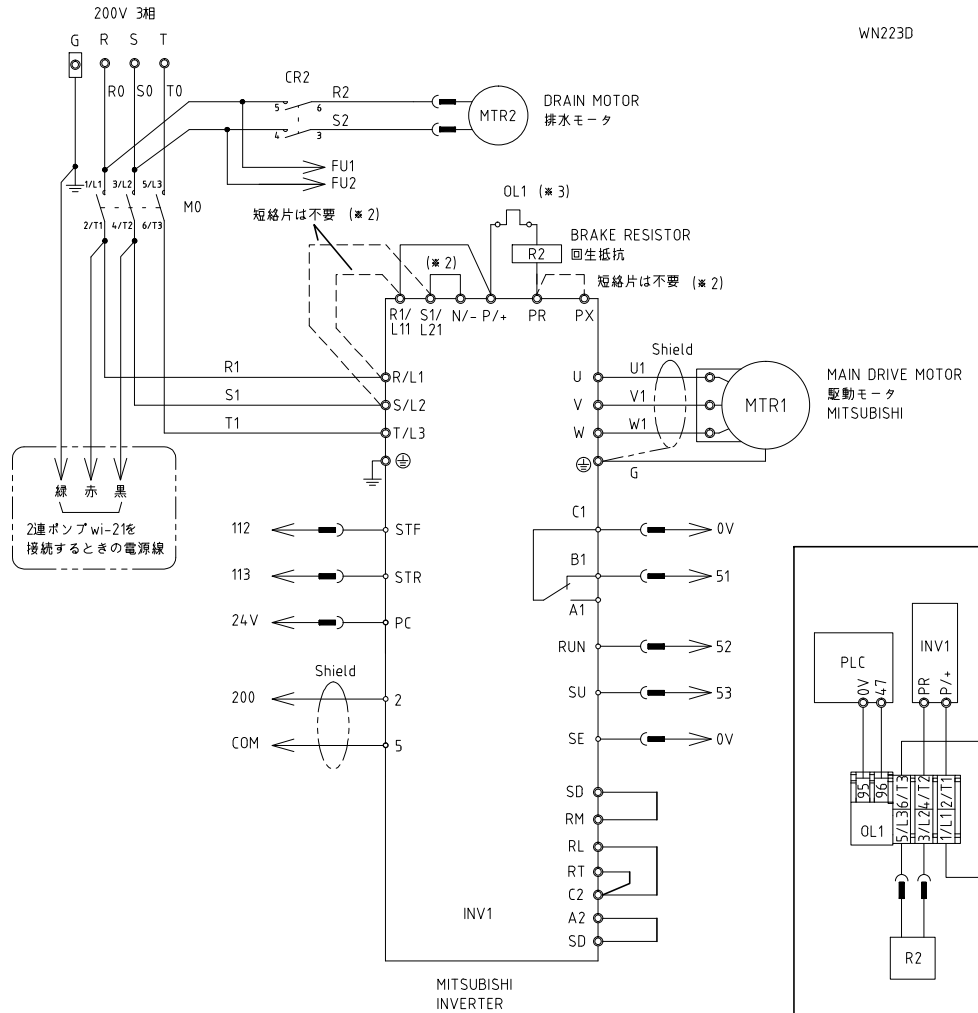 200V 3相
WN223D
G R S T
R0 S0 T0
CR2
5 6 R2
4 3 S2
MTR2
DRAIN MOTOR
排水モータ
FU1
FU2
1/L1 3/L2 5/L3
M0
2/T1 4/T2 6/T3
短絡片は不要 (※2)
OL1 (※3)
R2
BRAKE RESISTOR
回生抵抗
(※2)
短絡片は不要 (※2)
R1/
L11
S1/
L21
N/-
P/+
PR
PX
R1
R/L1
S1
S/L2
T1
T/L3
Shield
U U1
V V1
W W1
G
MTR1
MAIN DRIVE MOTOR
駆動モータ
MITSUBISHI
緑 赤 黒
2連ポンプwi-21を
接続するときの電源線
112 STF
113 STR
24V PC
Shield
200 2
COM 5
C1 0V
B1 51
A1
RUN 52
SU 53
SE 0V
SD
RM
RL
RT
C2
A2
SD
INV1
MITSUBISHI
INVERTER
PLC
0V
47
INV1
PR
P/+
95
96
6/T3
4/T2
2/T1
OL1
5/L3
3/L2
1/L1
R2